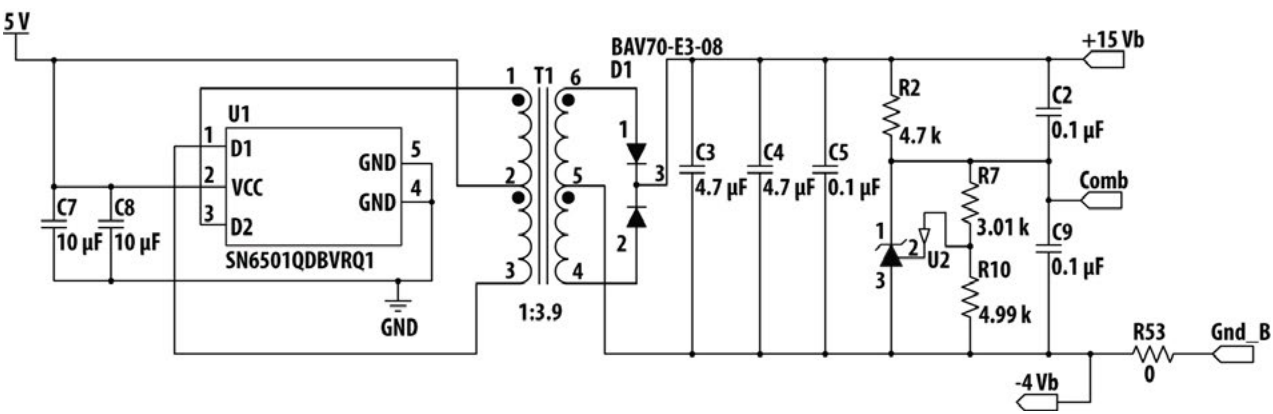 5 V
U1
1
D1
2
VCC
3
D2
GND
5
GND
4
SN6501QDBVRQ1
C7
10 µF
C8
10 µF
GND
1
T1
6
2
5
3
4
1:3.9
BAV70-E3-08
D1
1
3
2
C3
4.7 µF
C4
4.7 µF
C5
0.1 µF
R2
4.7 k
+15 Vb
C2
0.1 µF
R7
3.01 k
Comb
1
2
U2
3
C9
0.1 µF
R10
4.99 k
R53
0
Gnd_B
-4 Vb